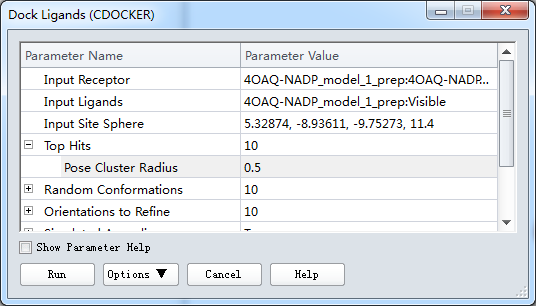 Dock Ligands (CDOCKER)
Parameter Name Parameter Value
Input Receptor 4OAQ-NADP_model_1_prep:4OAQ-NADP...
Input Ligands 4OAQ-NADP_model_1_prep:Visible
Input Site Sphere 5.32874, -8.93611, -9.75273, 11.4
Top Hits 10
Pose Cluster Radius 0.5
Random Conformations 10
Orientations to Refine 10
Show Parameter Help
Run Options ▼ Cancel Help